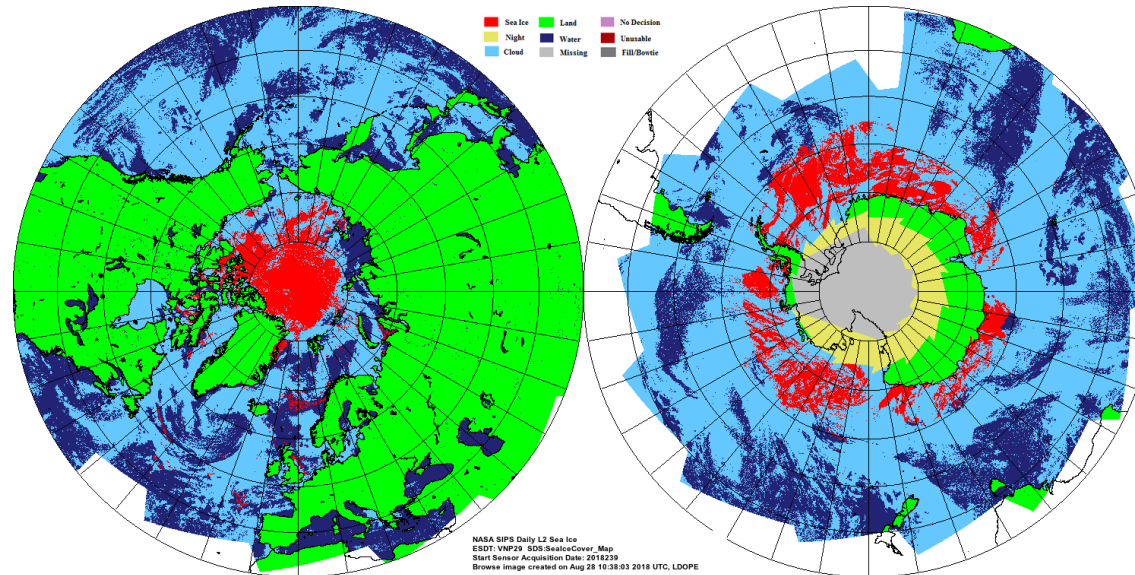 Sea Ice Land No Decision
Night Water Unusable
Cloud Missing Fill/Bowtie
NASA SIPS Daily L2 Sea Ice
ESDT: VNP29 SDS:SeaIceCover_Map
Start Sensor Acquisition Date: 2018239
Browse image created on Aug 28 10:38:03 2018 UTC, LDOPE